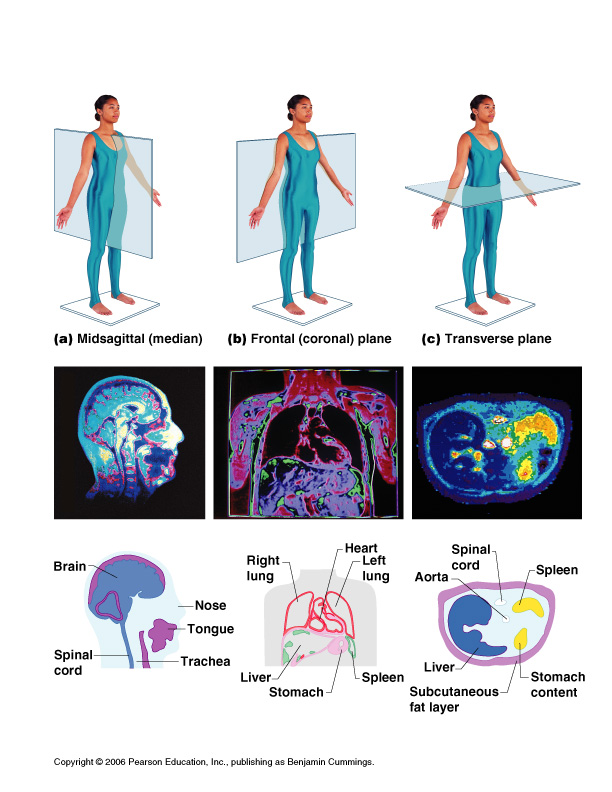 (a) Midsagittal (median)
(b) Frontal (coronal) plane
(c) Transverse plane
Brain
Nose
Tongue
Spinal
cord
Trachea
Right
lung
Heart
Left
lung
Liver
Stomach
Spleen
Spinal
cord
Aorta
Spleen
Liver
Subcutaneous
fat layer
Stomach
content
Copyright © 2006 Pearson Education, Inc., publishing as Benjamin Cummings.